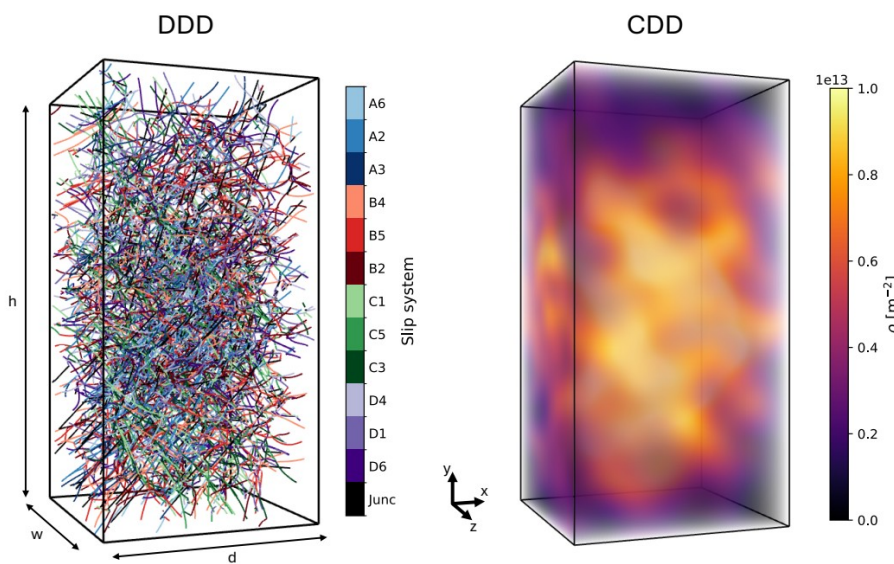 DDD
CDD
h
w
d
A6
A2
A3
B4
B5
B2
C1
C5
C3
D4
D1
D6
Junc
Slip system
y
x
z
1e13
1.0
0.8
0.6
0.4
0.2
0.0
ρ [m⁻²]